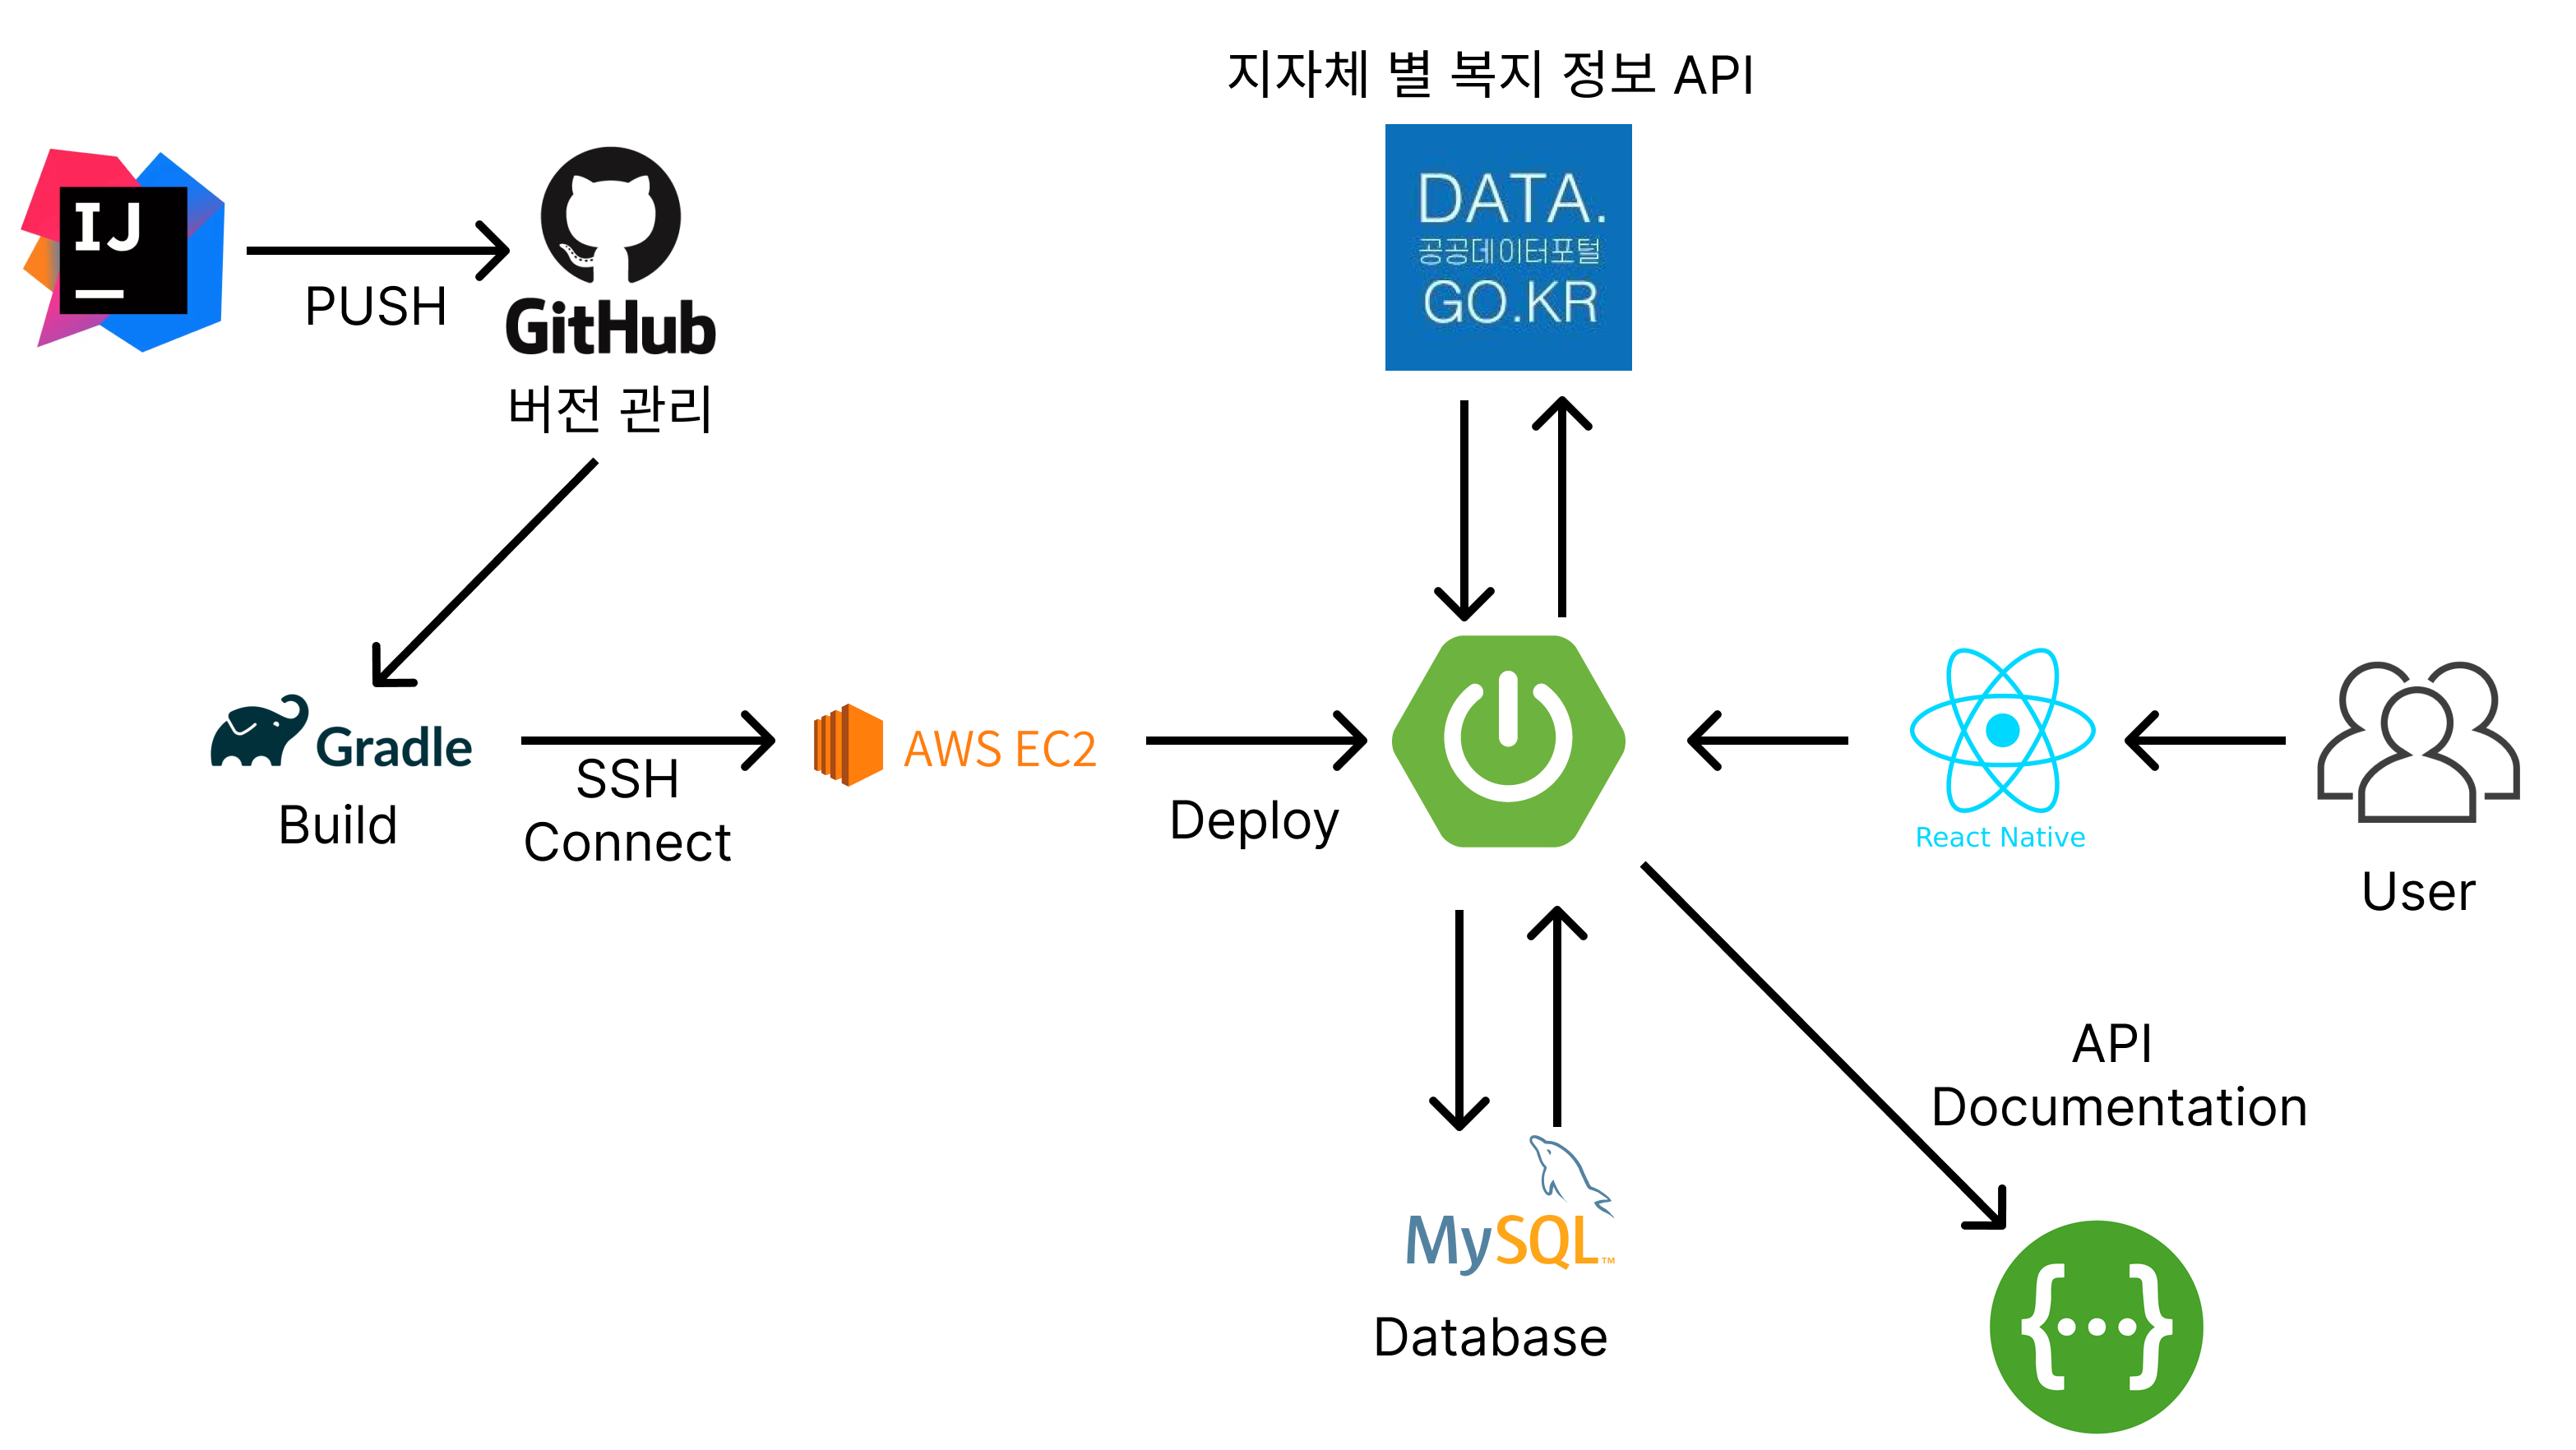 지자체 별 복지 정보 API
DATA.
공공데이터포털
GO.KR
IJ
PUSH
GitHub
버전 관리
Gradle
Build
SSH
Connect
AWS EC2
Deploy
React Native
User
API
Documentation
MySQL™
Database
{...}